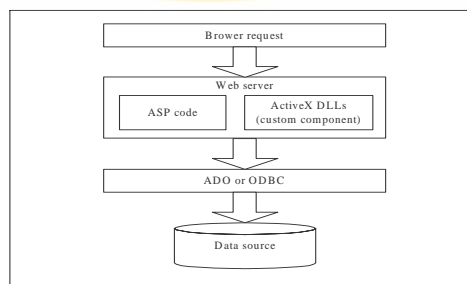 Brower request
Web server
ASP code
ActiveX DLLs
(custom component)
ADO or ODBC
Data source